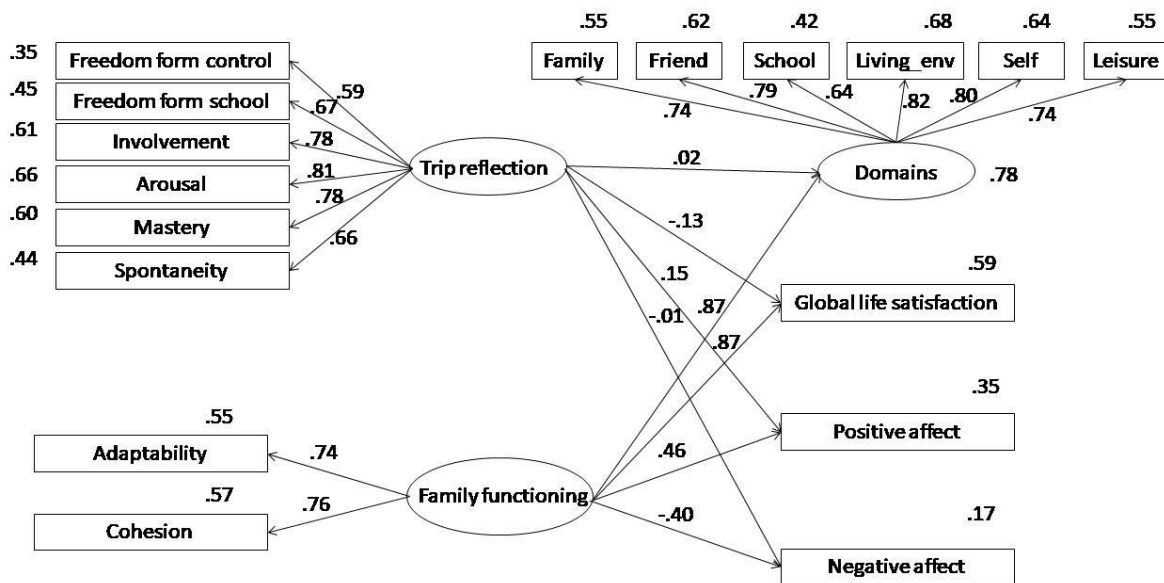 .55 .62 .42 .68 .64 .55
Family Friend School Living_env Self Leisure
.74 .79 .64 .82 .80 .74
.35 Freedom form control .59
.45 Freedom form school .67
.61 Involvement .78
.66 Arousal .81
.60 Mastery .78
.44 Spontaneity .66
Trip reflection
.02
Domains .78
-.13
.15
-.01
.87
.87
.59
Global life satisfaction
.35
Positive affect
.46
-.40
.17
Negative affect
.55
Adaptability .74
.57
Cohesion .76
Family functioning